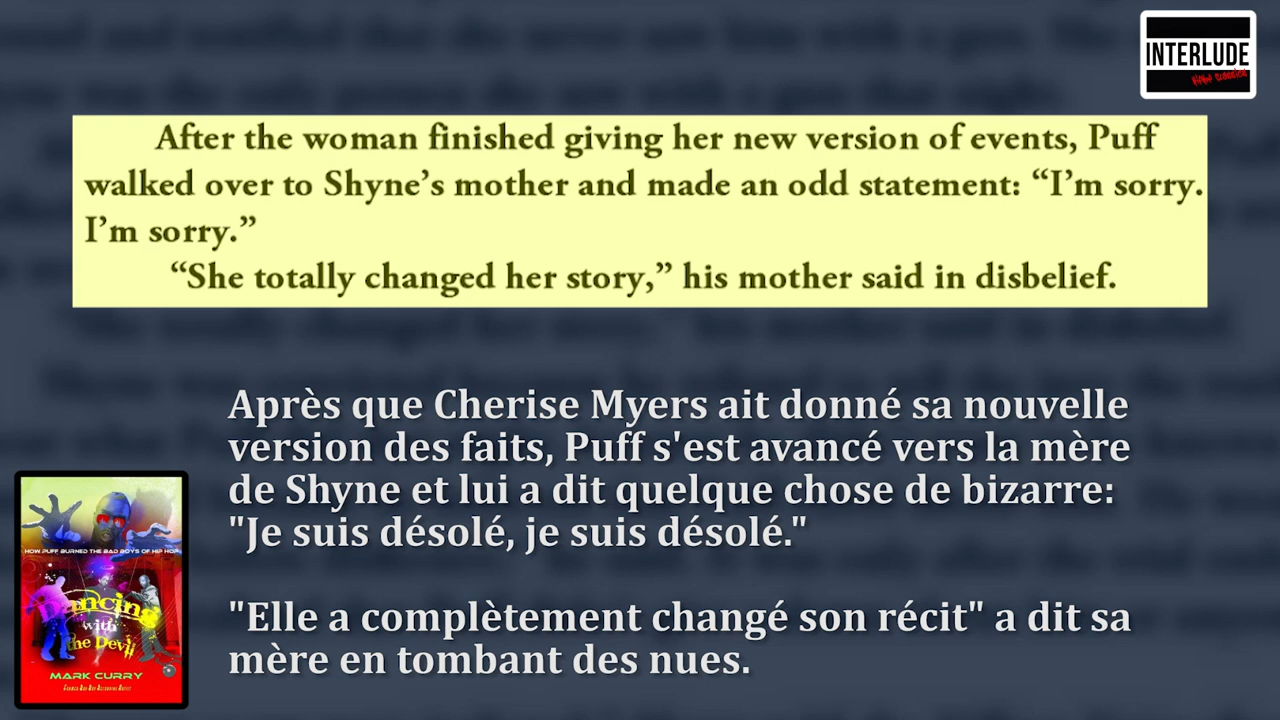 INTERLUDE
After the woman finished giving her new version of events, Puff
walked over to Shyne’s mother and made an odd statement: “I’m sorry.
I’m sorry.”
“She totally changed her story,” his mother said in disbelief.
Après que Cherise Myers ait donné sa nouvelle
version des faits, Puff s'est avancé vers la mère
de Shyne et lui a dit quelque chose de bizarre:
"Je suis désolé, je suis désolé."
"Elle a complètement changé son récit" a dit sa
mère en tombant des nues.
HOW PUFF BURNED THE BAD BOYS OF HIP HOP
Dancing
with
the Devil
MARK CURRY